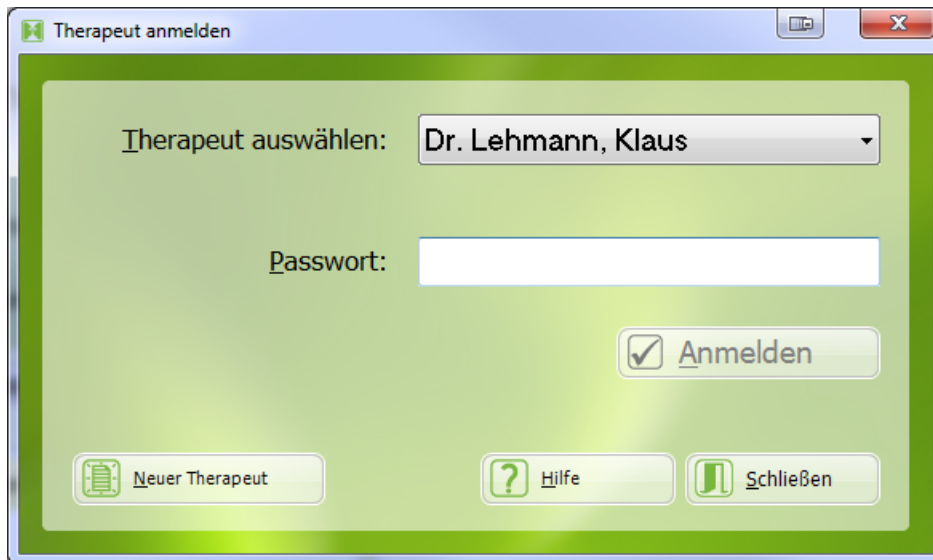 Therapeut anmelden
Therapeut auswählen: Dr. Lehmann, Klaus
Passwort:
Anmelden
Neuer Therapeut Hilfe Schließen